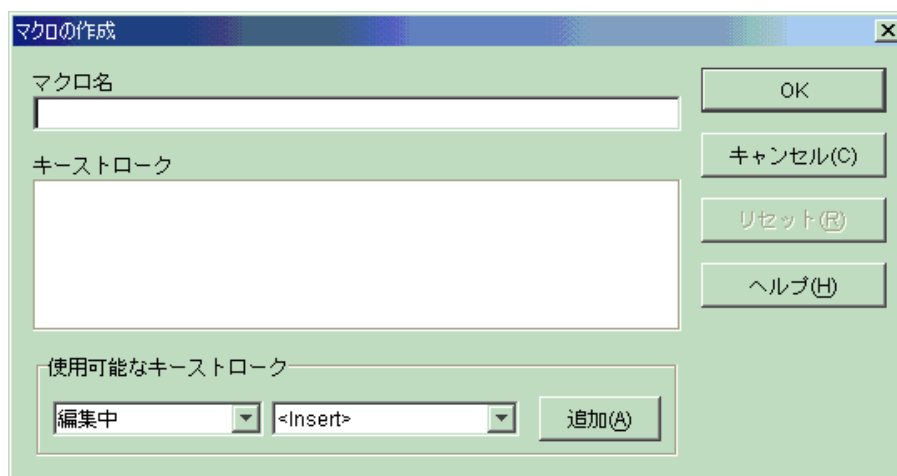 マクロの作成
マクロ名
OK
キャンセル(C)
キーストローク
リセット(R)
ヘルプ(H)
使用可能なキーストローク
編集中 <Insert> 追加(A)